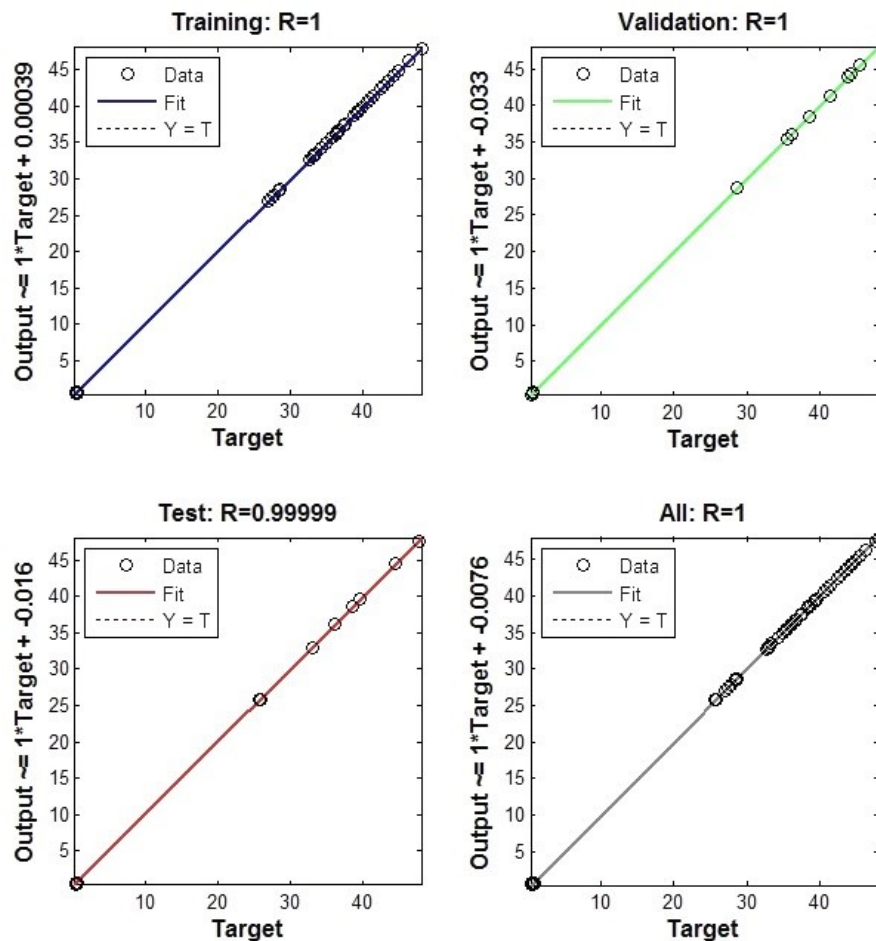 Training: R=1
Output ~= 1*Target + 0.00039
45
40
35
30
25
20
15
10
5
Data
Fit
Y = T
10
20
30
40
Target
Validation: R=1
Output ~= 1*Target + -0.033
45
40
35
30
25
20
15
10
5
Data
Fit
Y = T
10
20
30
40
Target
Test: R=0.99999
Output ~= 1*Target + -0.016
45
40
35
30
25
20
15
10
5
Data
Fit
Y = T
10
20
30
40
Target
All: R=1
Output ~= 1*Target + -0.0076
45
40
35
30
25
20
15
10
5
Data
Fit
Y = T
10
20
30
40
Target